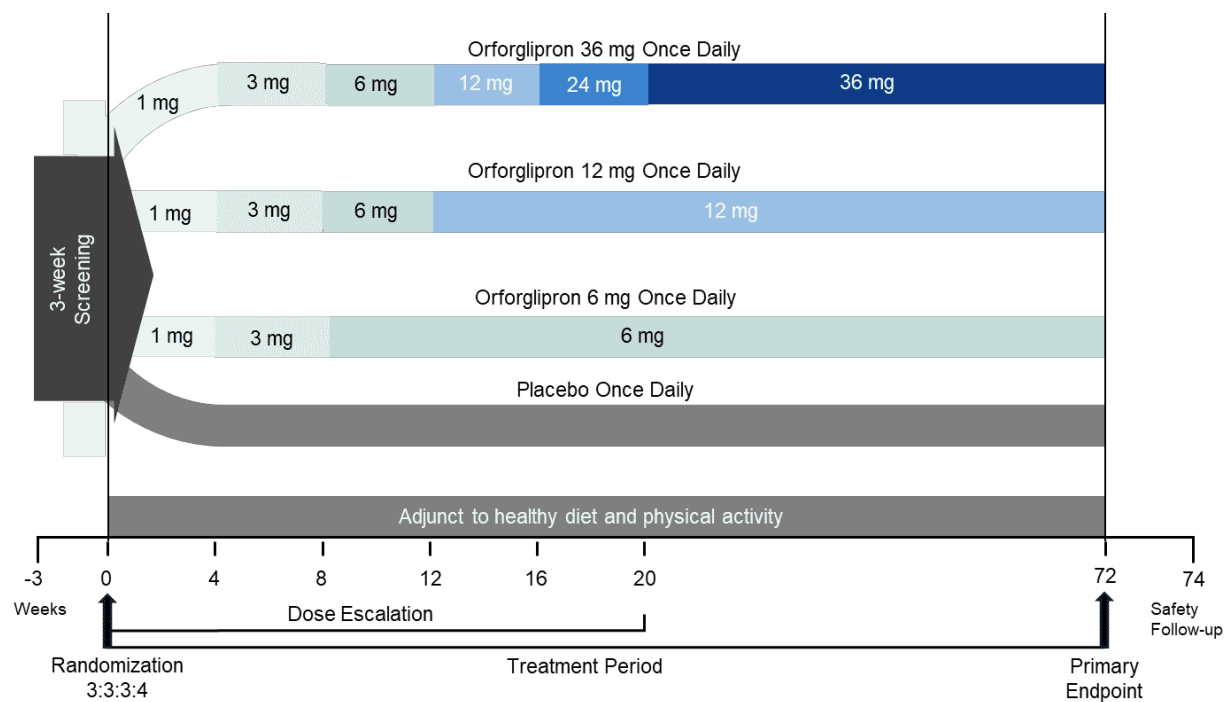 Orforglipron 36 mg Once Daily
1 mg
3 mg
6 mg
12 mg
24 mg
36 mg
Orforglipron 12 mg Once Daily
1 mg
3 mg
6 mg
12 mg
3-week
Screening
Orforglipron 6 mg Once Daily
1 mg
3 mg
6 mg
Placebo Once Daily
Adjunct to healthy diet and physical activity
-3
0
4
8
12
16
20
72
74
Weeks
Dose Escalation
Safety
Follow-up
Randomization
3:3:3:4
Treatment Period
Primary
Endpoint